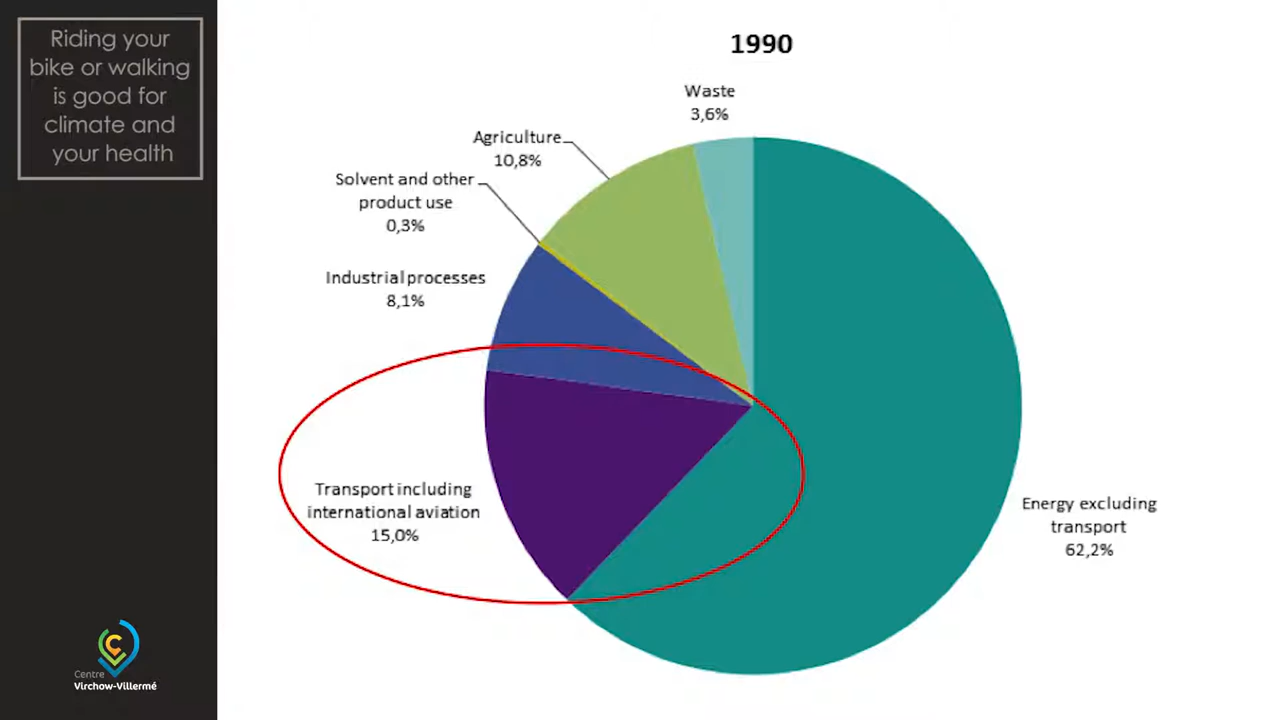 Riding your
bike or walking
is good for
climate and
your health
1990
Waste
3,6%
Agriculture
10,8%
Solvent and other
product use
0,3%
Industrial processes
8,1%
Transport including
international aviation
15,0%
Energy excluding
transport
62,2%
C
Centre
Virchow-Villermé